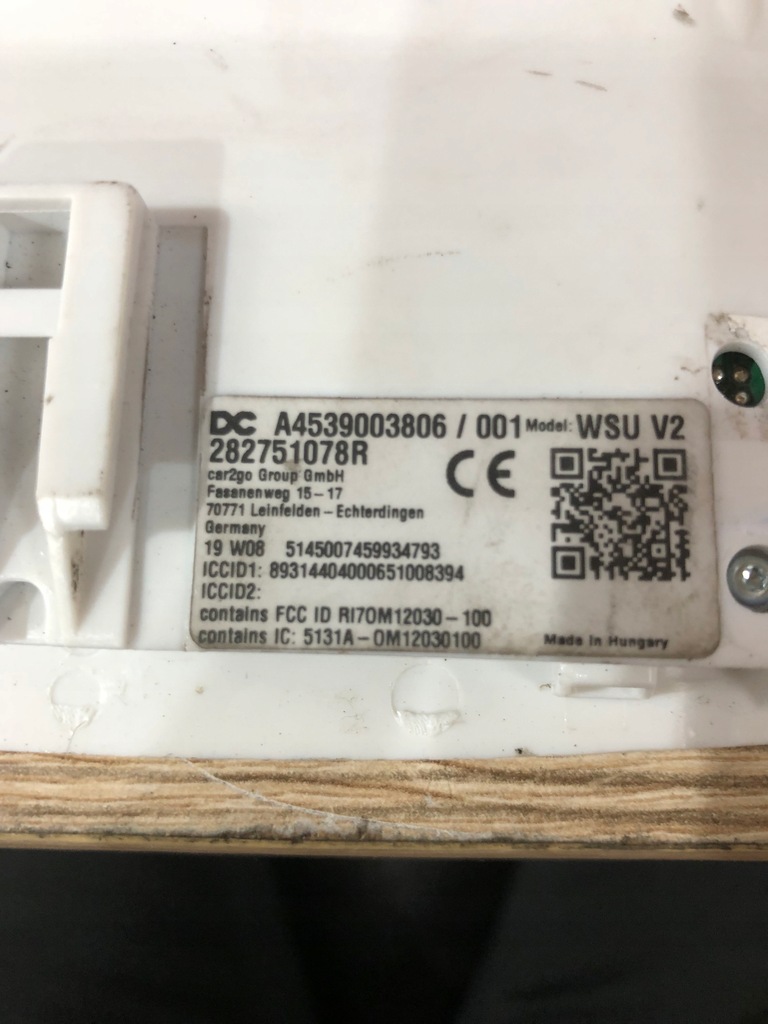 DC A4539003806 / 001 Model: WSU V2
282751078R
car2go Group GmbH
Fasanenweg 15-17
70771 Leinfelden - Echterdingen
Germany
19 W08 5145007459934793
ICCID1: 89314404000651008394
ICCID2:
contains FCC ID RI7OM12030-100
contains IC: 5131A-OM12030100
CE
Made in Hungary